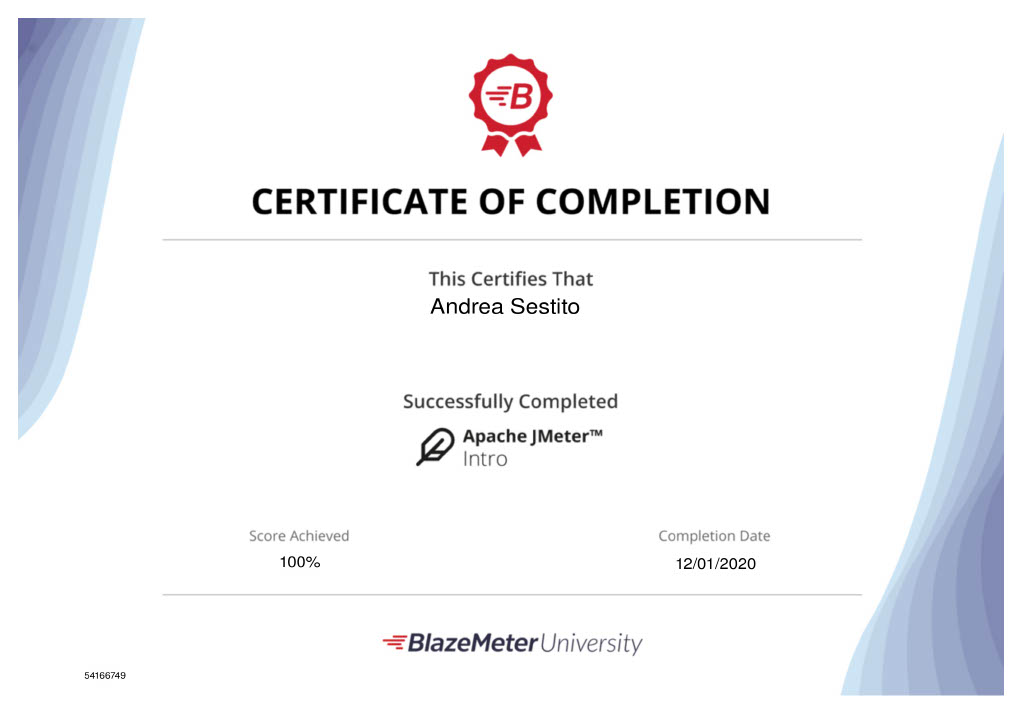 B
CERTIFICATE OF COMPLETION
This Certifies That
Andrea Sestito
Successfully Completed
Apache JMeter™
Intro
Score Achieved
100%
Completion Date
12/01/2020
BlazeMeter University
54166749